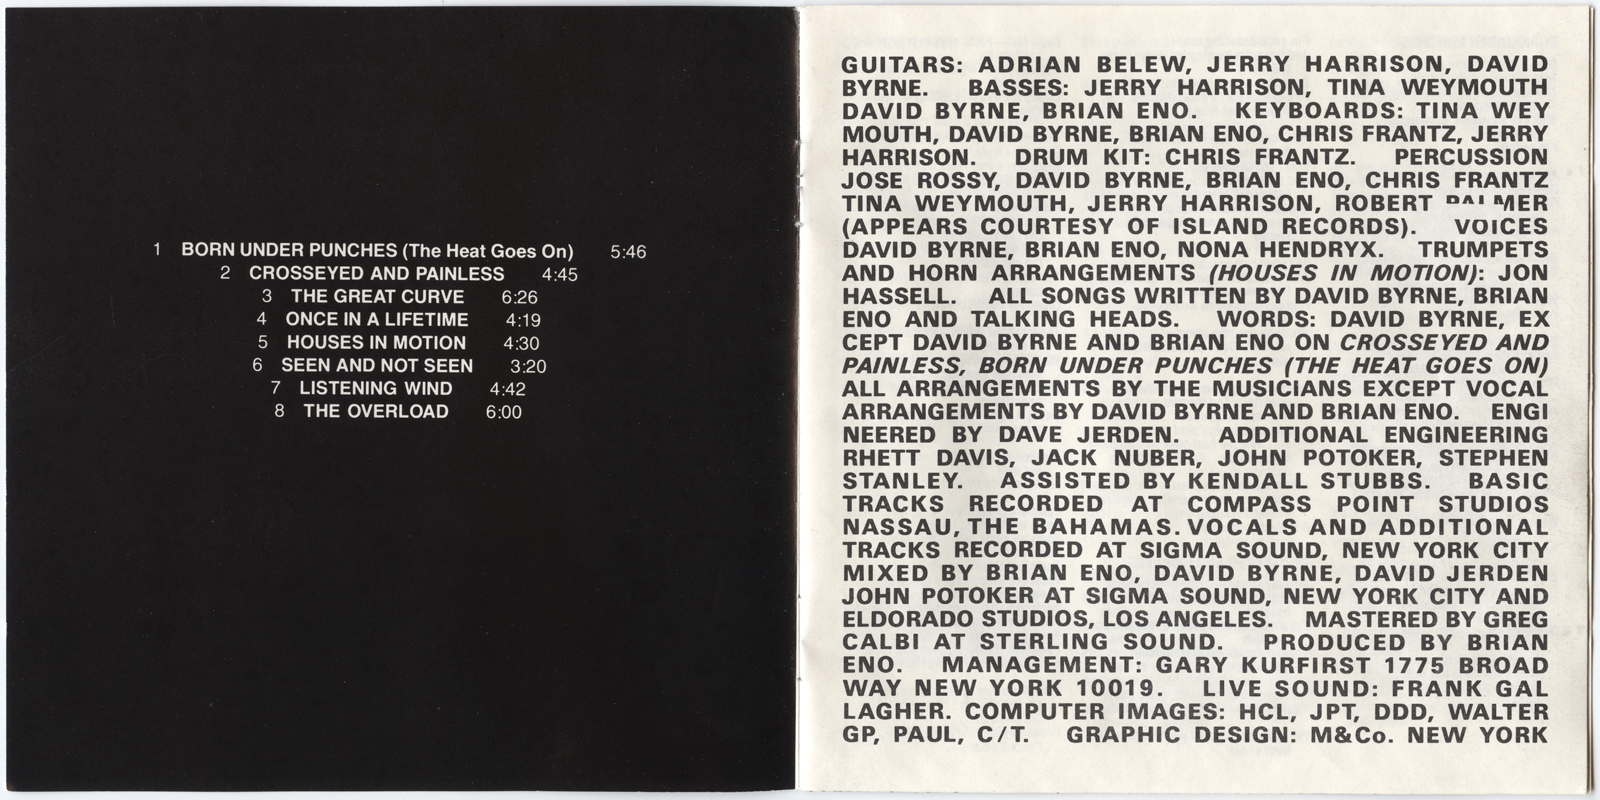 1 BORN UNDER PUNCHES (The Heat Goes On) 5:46
2 CROSSEYED AND PAINLESS 4:45
3 THE GREAT CURVE 6:26
4 ONCE IN A LIFETIME 4:19
5 HOUSES IN MOTION 4:30
6 SEEN AND NOT SEEN 3:20
7 LISTENING WIND 4:42
8 THE OVERLOAD 6:00
GUITARS: ADRIAN BELEW, JERRY HARRISON, DAVID
BYRNE. BASSES: JERRY HARRISON, TINA WEYMOUTH
DAVID BYRNE, BRIAN ENO. KEYBOARDS: TINA WEY
MOUTH, DAVID BYRNE, BRIAN ENO, CHRIS FRANTZ, JERRY
HARRISON. DRUM KIT: CHRIS FRANTZ. PERCUSSION
JOSE ROSSY, DAVID BYRNE, BRIAN ENO, CHRIS FRANTZ
TINA WEYMOUTH, JERRY HARRISON, ROBERT PALMER
(APPEARS COURTESY OF ISLAND RECORDS). VOICES
DAVID BYRNE, BRIAN ENO, NONA HENDRYX. TRUMPETS
AND HORN ARRANGEMENTS (HOUSES IN MOTION): JON
HASSELL. ALL SONGS WRITTEN BY DAVID BYRNE, BRIAN
ENO AND TALKING HEADS. WORDS: DAVID BYRNE, EX
CEPT DAVID BYRNE AND BRIAN ENO ON CROSSEYED AND
PAINLESS, BORN UNDER PUNCHES (THE HEAT GOES ON)
ALL ARRANGEMENTS BY THE MUSICIANS EXCEPT VOCAL
ARRANGEMENTS BY DAVID BYRNE AND BRIAN ENO. ENGI
NEERED BY DAVE JERDEN. ADDITIONAL ENGINEERING
RHETT DAVIS, JACK NUBER, JOHN POTOKER, STEPHEN
STANLEY. ASSISTED BY KENDALL STUBBS. BASIC
TRACKS RECORDED AT COMPASS POINT STUDIOS
NASSAU, THE BAHAMAS. VOCALS AND ADDITIONAL
TRACKS RECORDED AT SIGMA SOUND, NEW YORK CITY
MIXED BY BRIAN ENO, DAVID BYRNE, DAVID JERDEN
JOHN POTOKER AT SIGMA SOUND, NEW YORK CITY AND
ELDORADO STUDIOS, LOS ANGELES. MASTERED BY GREG
CALBI AT STERLING SOUND. PRODUCED BY BRIAN
ENO. MANAGEMENT: GARY KURFIRST 1775 BROAD
WAY NEW YORK 10019. LIVE SOUND: FRANK GAL
LAGHER. COMPUTER IMAGES: HCL, JPT, DDD, WALTER
GP, PAUL, C/T. GRAPHIC DESIGN: M&Co. NEW YORK